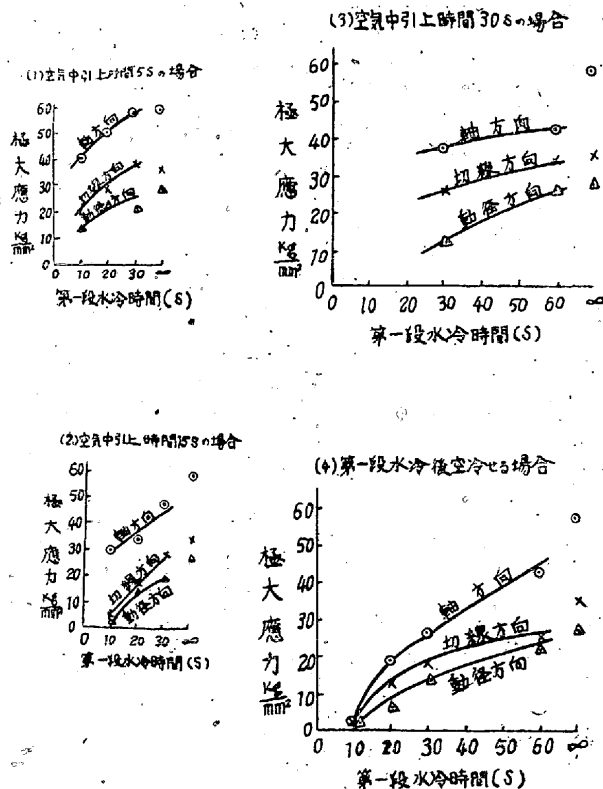 (1)空気中引上時間5Sの場合
極大應力 kg/mm²
60
50
40
30
20
10
0
軸方向
切線方向
動径方向
0 10 20 30 ∞
第一段水冷時間(S)
(2)空気中引上時間15Sの場合
極大應力 kg/mm²
60
50
40
30
20
10
0
軸方向
切線方向
動径方向
0 10 20 30 ∞
第一段水冷時間(S)
(3)空気中引上時間30Sの場合
極大應力 kg/mm²
60
50
40
30
20
10
0
軸方向
切線方向
動径方向
0 10 20 30 40 50 60 ∞
第一段水冷時間(S)
(4)第一段水冷後空冷せる場合
極大應力 kg/mm²
60
50
40
30
20
10
0
軸方向
切線方向
動径方向
0 10 20 30 40 50 60 ∞
第一段水冷時間(S)